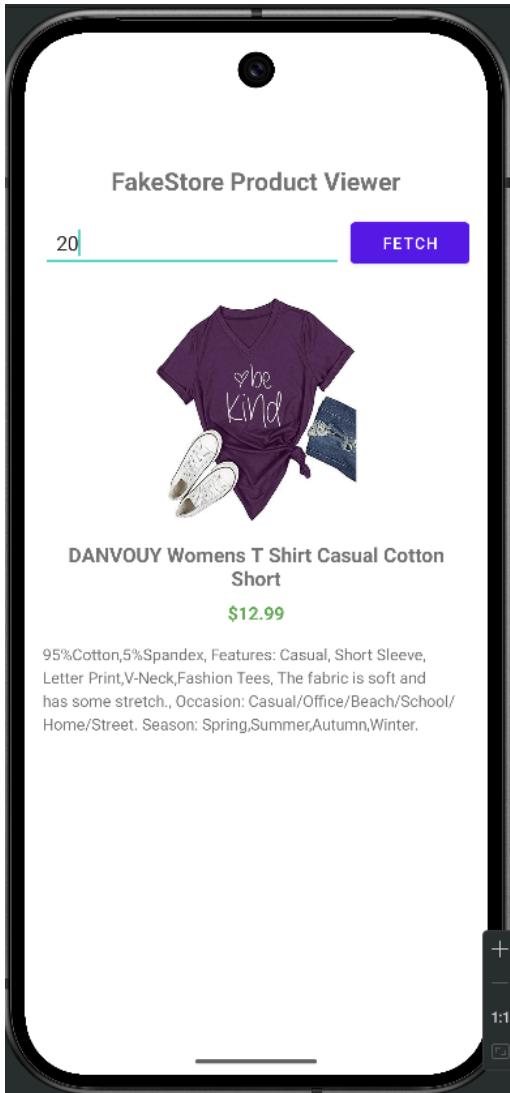 FakeStore Product Viewer
20
FETCH
be
kind
DANVOUY Womens T Shirt Casual Cotton
Short
$12.99
95%Cotton,5%Spandex, Features: Casual, Short Sleeve,
Letter Print,V-Neck,Fashion Tees, The fabric is soft and
has some stretch., Occasion: Casual/Office/Beach/School/
Home/Street. Season: Spring,Summer,Autumn,Winter.
1:1